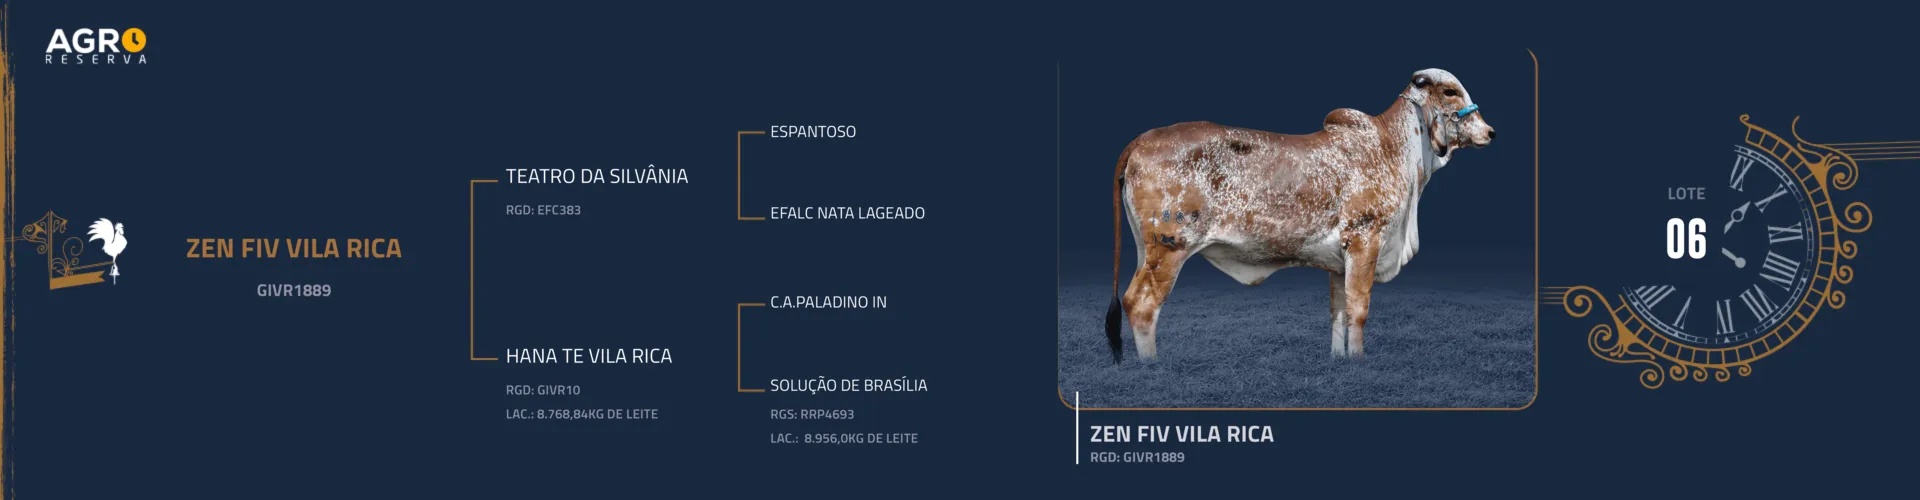 AGRO
RESERVA
ZEN FIV VILA RICA
GIVR1889
TEATRO DA SILVÂNIA
RGD: EFC383
HANA TE VILA RICA
RGD: GIVR10
LAC.: 8.768,84KG DE LEITE
ESPANTOSO
EFALC NATA LAGEADO
C.A.PALADINO IN
SOLUÇÃO DE BRASÍLIA
RGS: RRP4693
LAC.: 8.956,0KG DE LEITE
ZEN FIV VILA RICA
RGD: GIVR1889
LOTE
06